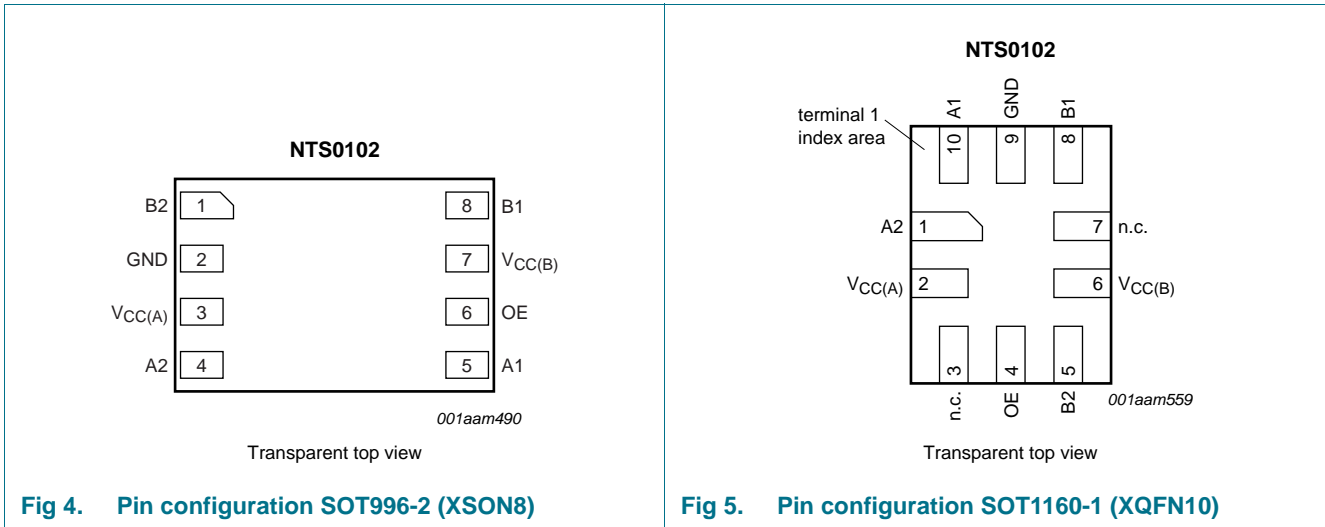 NTS0102
B2 1
8 B1
GND 2
7 VCC(B)
VCC(A) 3
6 OE
A2 4
5 A1
001aam490
Transparent top view
Fig 4. Pin configuration SOT996-2 (XSON8)
NTS0102
terminal 1
index area
A1 GND B1
10 9 8
A2 1
7 n.c.
VCC(A) 2
6 VCC(B)
3 4 5
n.c. OE B2
001aam559
Transparent top view
Fig 5. Pin configuration SOT1160-1 (XQFN10)